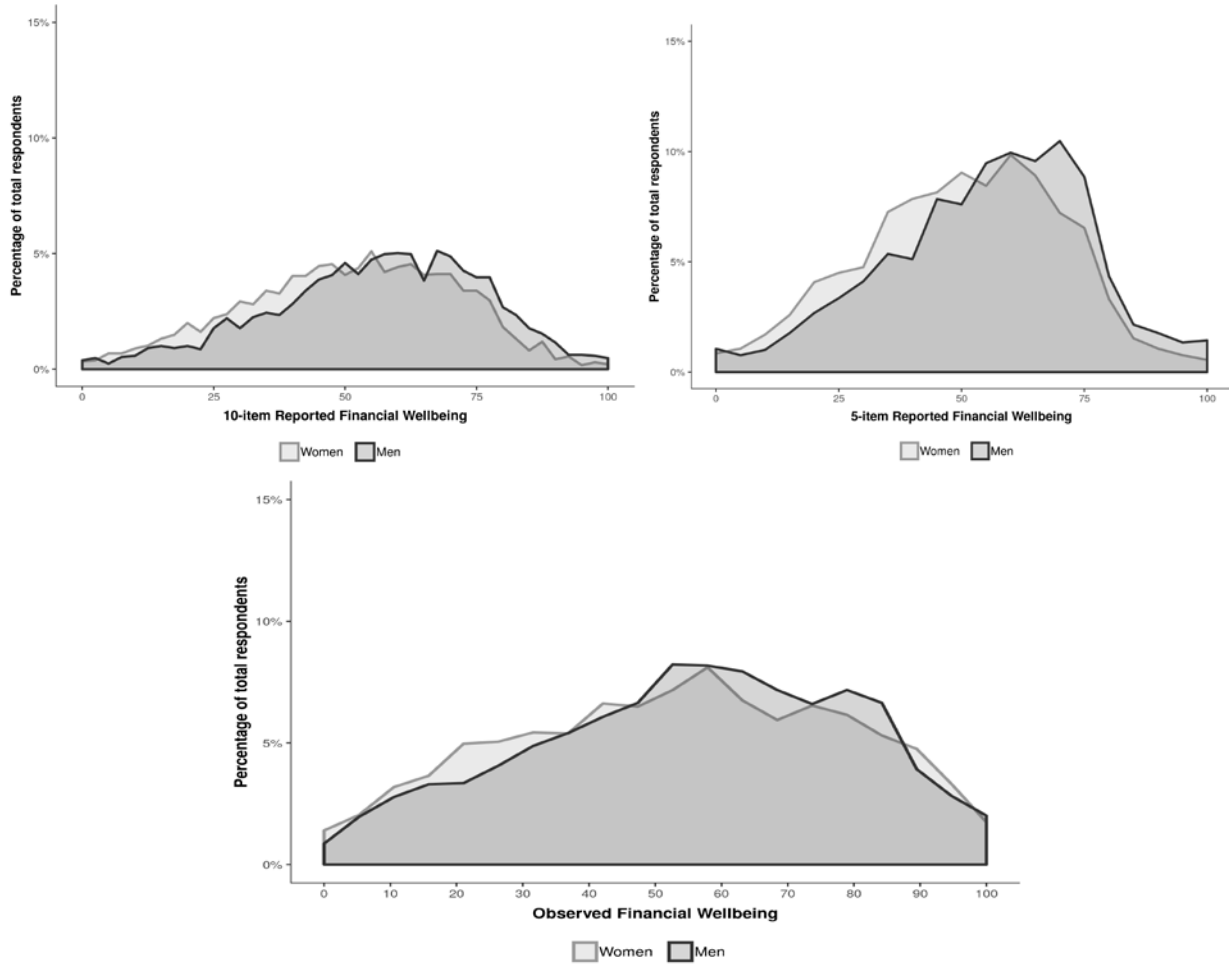 Percentage of total respondents
15%
10%
5%
0%
0 25 50 75 100
10-item Reported Financial Wellbeing
Women Men
Percentage of total respondents
15%
10%
5%
0%
0 25 50 75 100
5-item Reported Financial Wellbeing
Women Men
Percentage of total respondents
15%
10%
5%
0%
0 10 20 30 40 50 60 70 80 90 100
Observed Financial Wellbeing
Women Men